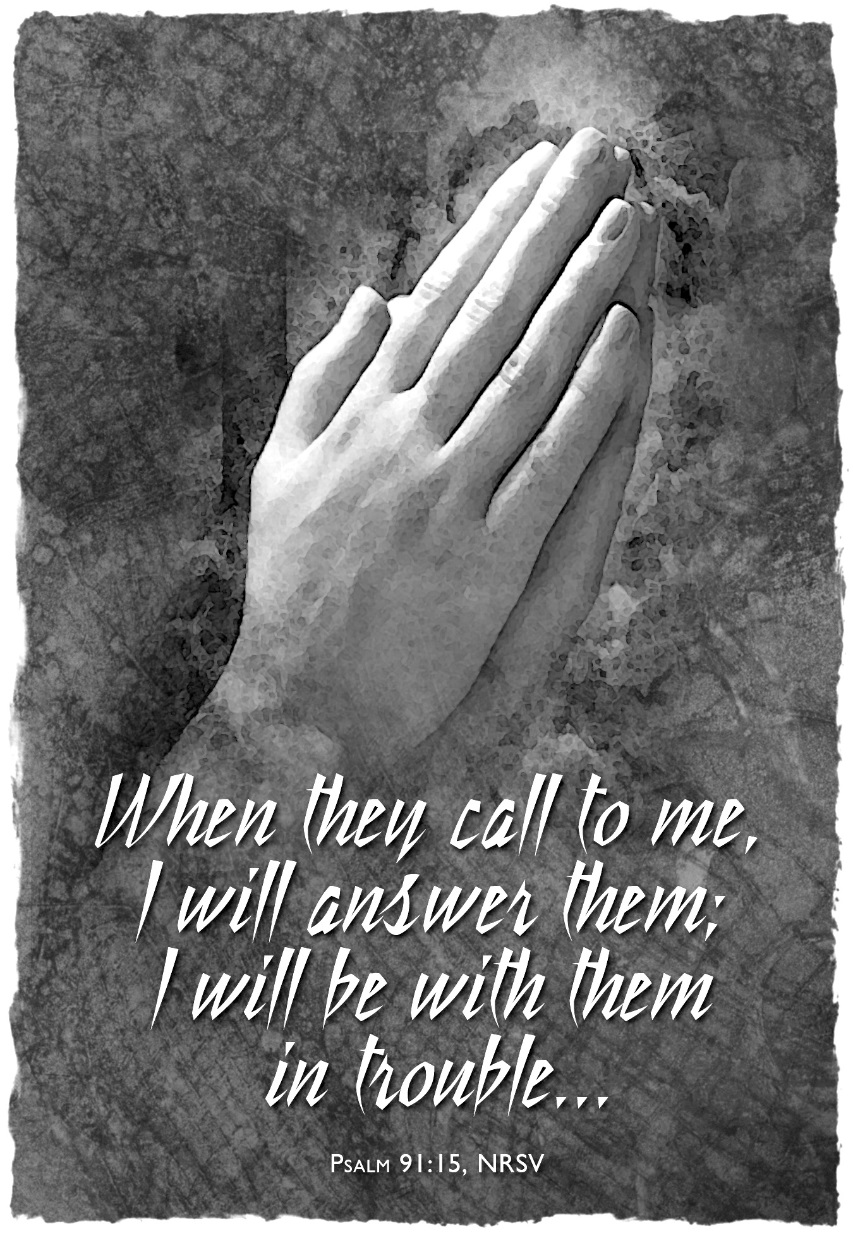 When they call to me,
I will answer them;
I will be with them
in trouble...
Psalm 91:15, NRSV